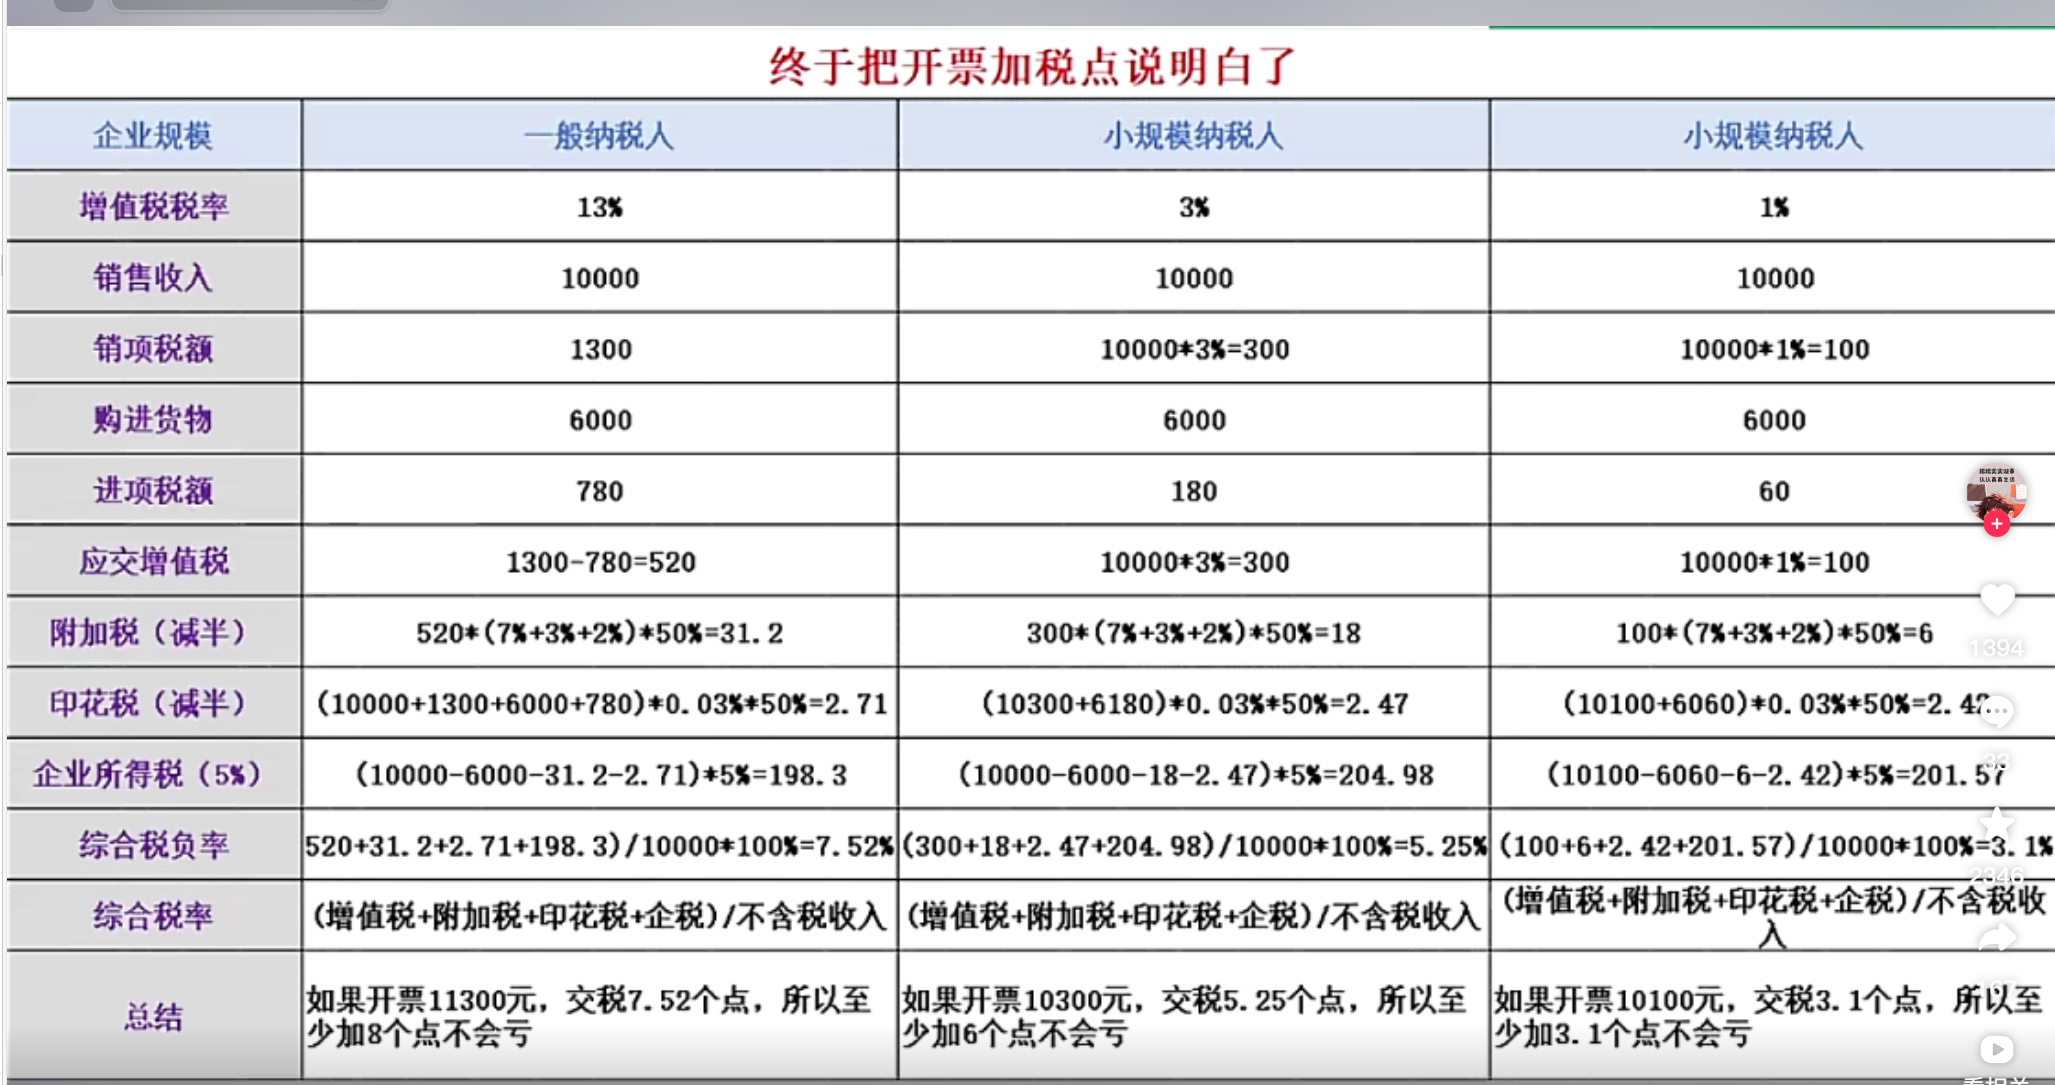 终于把开票加税点说明白了
企业规模 一般纳税人 小规模纳税人 小规模纳税人
增值税税率 13% 3% 1%
销售收入 10000 10000 10000
销项税额 1300 10000*3%=300 10000*1%=100
购进货物 6000 6000 6000
进项税额 780 180 60
应交增值税 1300-780=520 10000*3%=300 10000*1%=100
附加税（减半） 520*(7%+3%+2%)*50%=31.2 300*(7%+3%+2%)*50%=18 100*(7%+3%+2%)*50%=6
1394
印花税（减半） (10000+1300+6000+780)*0.03%*50%=2.71 (10300+6180)*0.03%*50%=2.47 (10100+6060)*0.03%*50%=2.42
33
企业所得税（5%） (10000-6000-31.2-2.71)*5%=198.3 (10000-6000-18-2.47)*5%=204.98 (10100-6060-6-2.42)*5%=201.57
综合税负率 520+31.2+2.71+198.3)/10000*100%=7.52% (300+18+2.47+204.98)/10000*100%=5.25% (100+6+2.42+201.57)/10000*100%=3.1%
2346
综合税率 (增值税+附加税+印花税+企税)/不含税收入 (增值税+附加税+印花税+企税)/不含税收入 (增值税+附加税+印花税+企税)/不含税收
入
总结 如果开票11300元，交税7.52个点，所以至 如果开票10300元，交税5.25个点，所以至 如果开票10100元，交税3.1个点，所以至
少加8个点不会亏 少加6个点不会亏 少加3.1个点不会亏